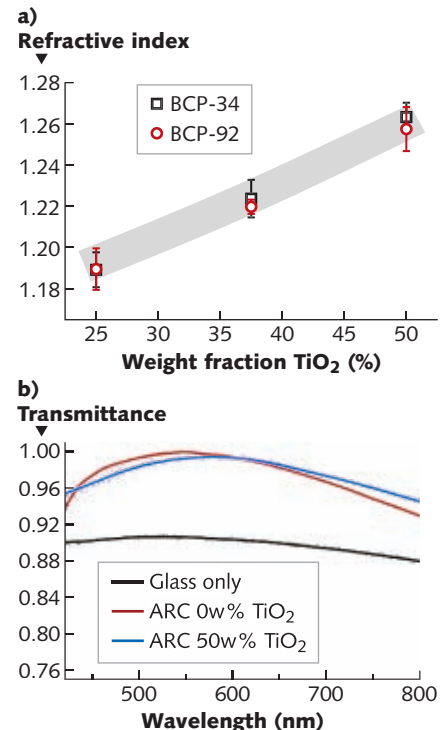 a)
Refractive index
1.28
1.26
1.24
1.22
1.20
1.18
BCP-34
BCP-92
25 30 35 40 45 50
Weight fraction TiO₂ (%)
b)
Transmittance
1.00
0.96
0.92
0.88
0.84
0.80
0.76
Glass only
ARC 0w% TiO₂
ARC 50w% TiO₂
500 600 700 800
Wavelength (nm)